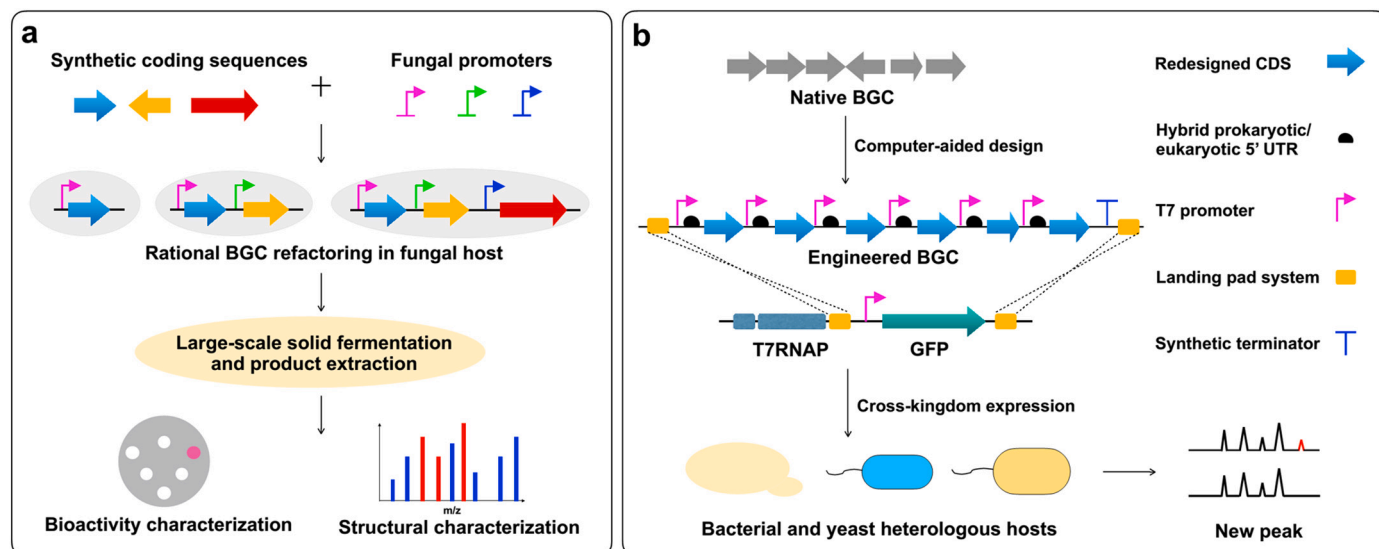 a
Synthetic coding sequences
+
Fungal promoters
Rational BGC refactoring in fungal host
Large-scale solid fermentation
and product extraction
Bioactivity characterization
m/z
Structural characterization
b
Native BGC
Computer-aided design
Engineered BGC
T7RNAP
GFP
Cross-kingdom expression
Bacterial and yeast heterologous hosts
New peak
Redesigned CDS
Hybrid prokaryotic/
eukaryotic 5' UTR
T7 promoter
Landing pad system
Synthetic terminator